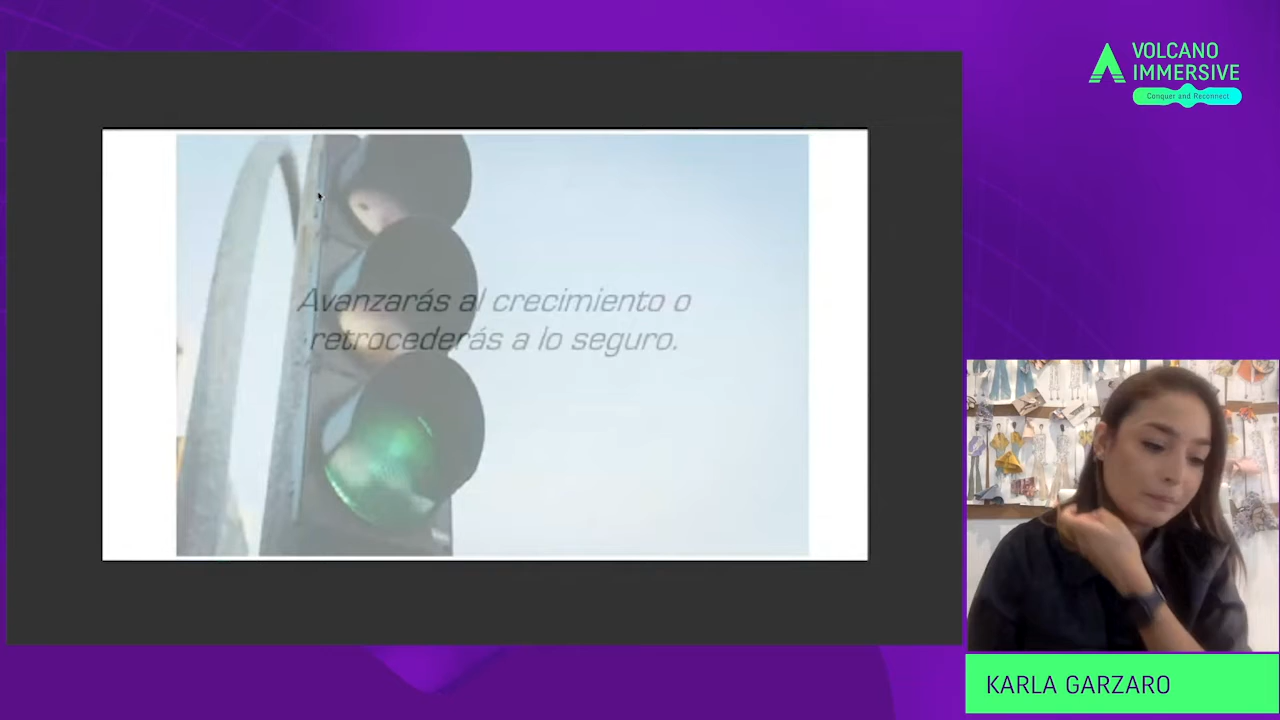 VOLCANO
IMMERSIVE
Conquer and Reconnect
Avanzarás al crecimiento o
retrocederás a lo seguro.
KARLA GARZARO